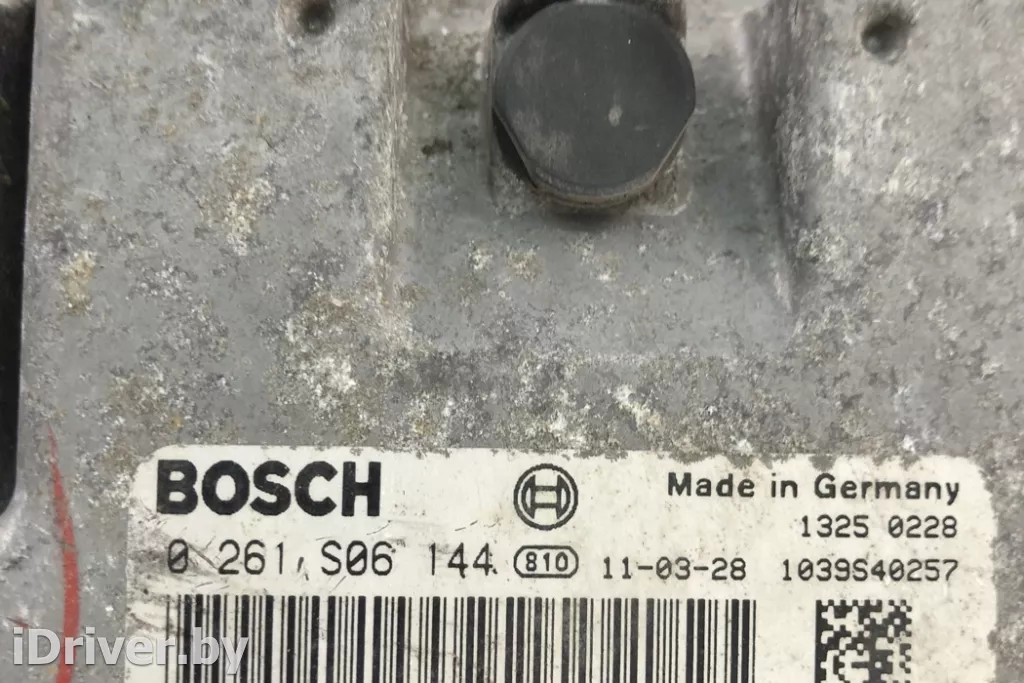 BOSCH
Made in Germany
1325 0228
0 261 S06 144 810 11-03-28 1039S40257
iDriver.by